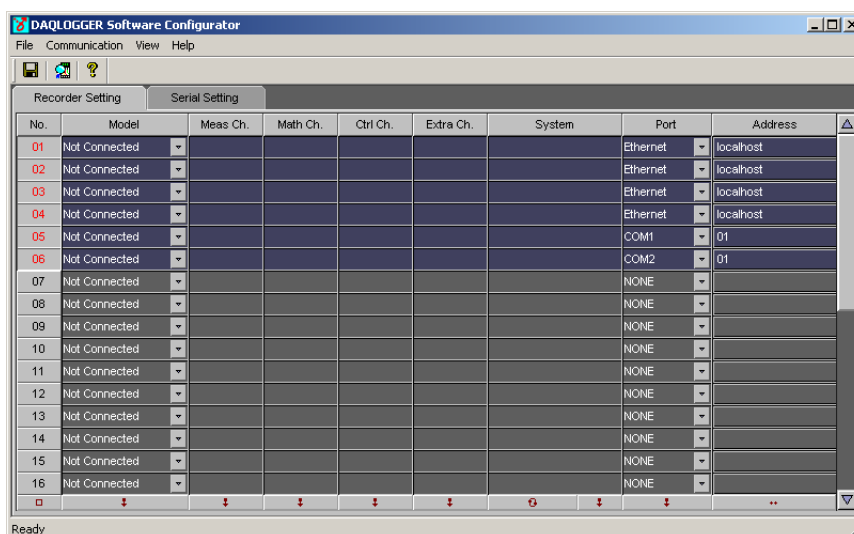 DAQLOGGER Software Configurator
File Communication View Help
Recorder Setting Serial Setting
No. Model Meas Ch. Math Ch. Ctrl Ch. Extra Ch. System Port Address
01 Not Connected Ethernet localhost
02 Not Connected Ethernet localhost
03 Not Connected Ethernet localhost
04 Not Connected Ethernet localhost
05 Not Connected COM1 01
06 Not Connected COM2 01
07 Not Connected NONE
08 Not Connected NONE
09 Not Connected NONE
10 Not Connected NONE
11 Not Connected NONE
12 Not Connected NONE
13 Not Connected NONE
14 Not Connected NONE
15 Not Connected NONE
16 Not Connected NONE
Ready